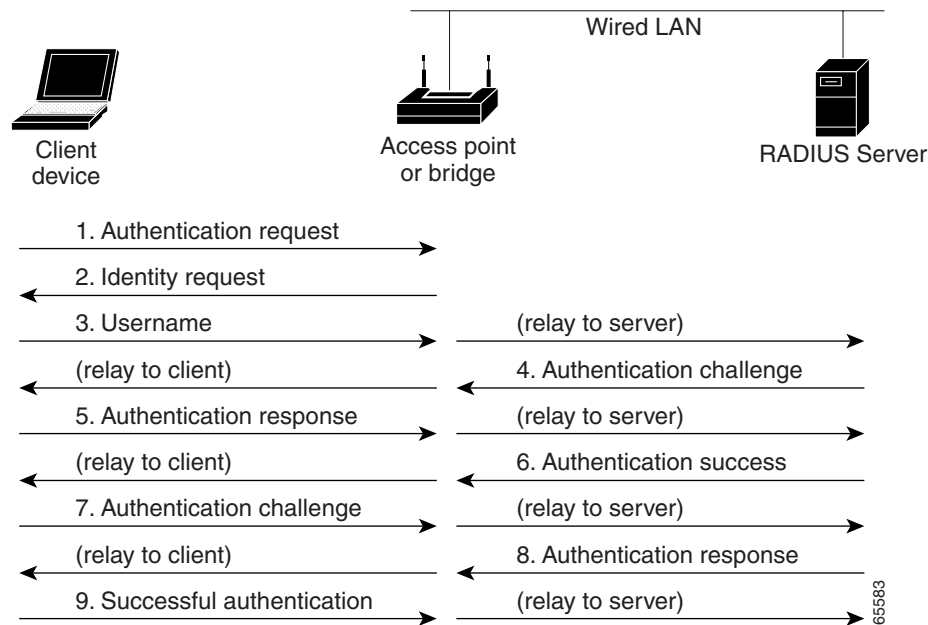 Wired LAN
Client
device
Access point
or bridge
RADIUS Server
1. Authentication request
2. Identity request
3. Username
(relay to server)
(relay to client)
4. Authentication challenge
5. Authentication response
(relay to server)
(relay to client)
6. Authentication success
7. Authentication challenge
(relay to server)
(relay to client)
8. Authentication response
9. Successful authentication
(relay to server)
65583